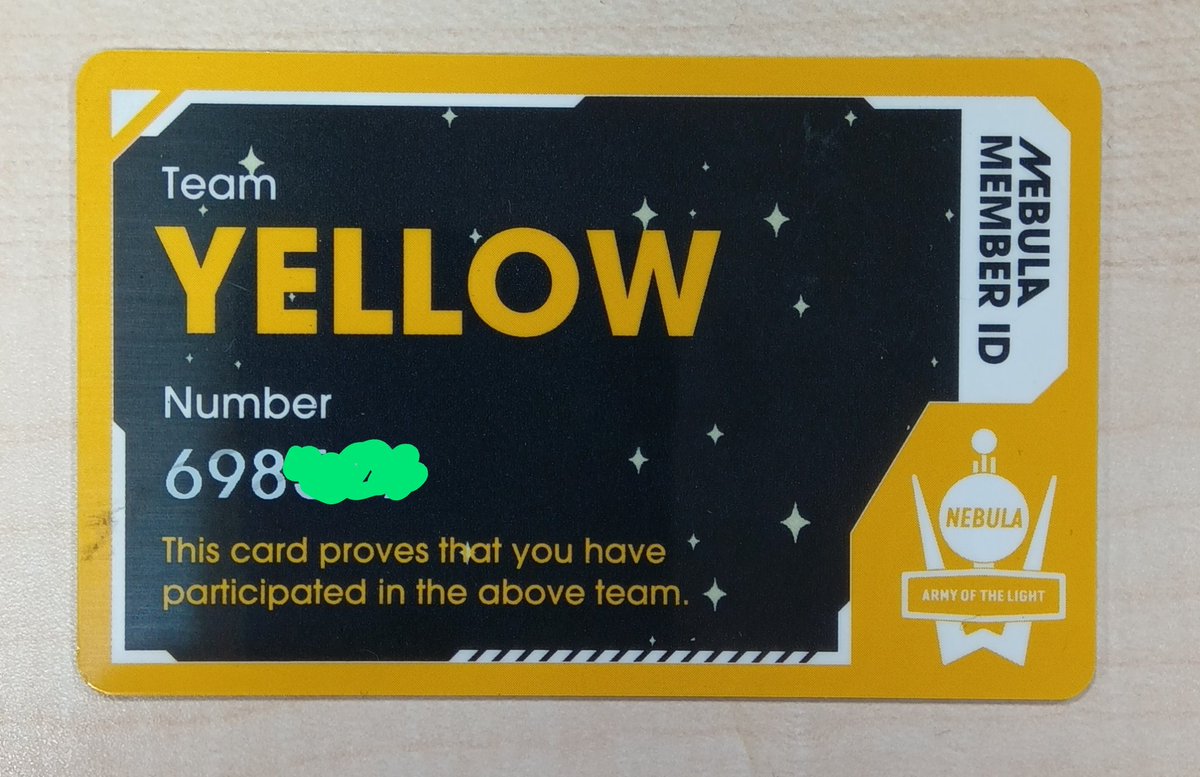 Team
YELLOW
Number
698
This card proves that you have
participated in the above team.
NEBULA
MEMBER ID
NEBULA
ARMY OF THE LIGHT